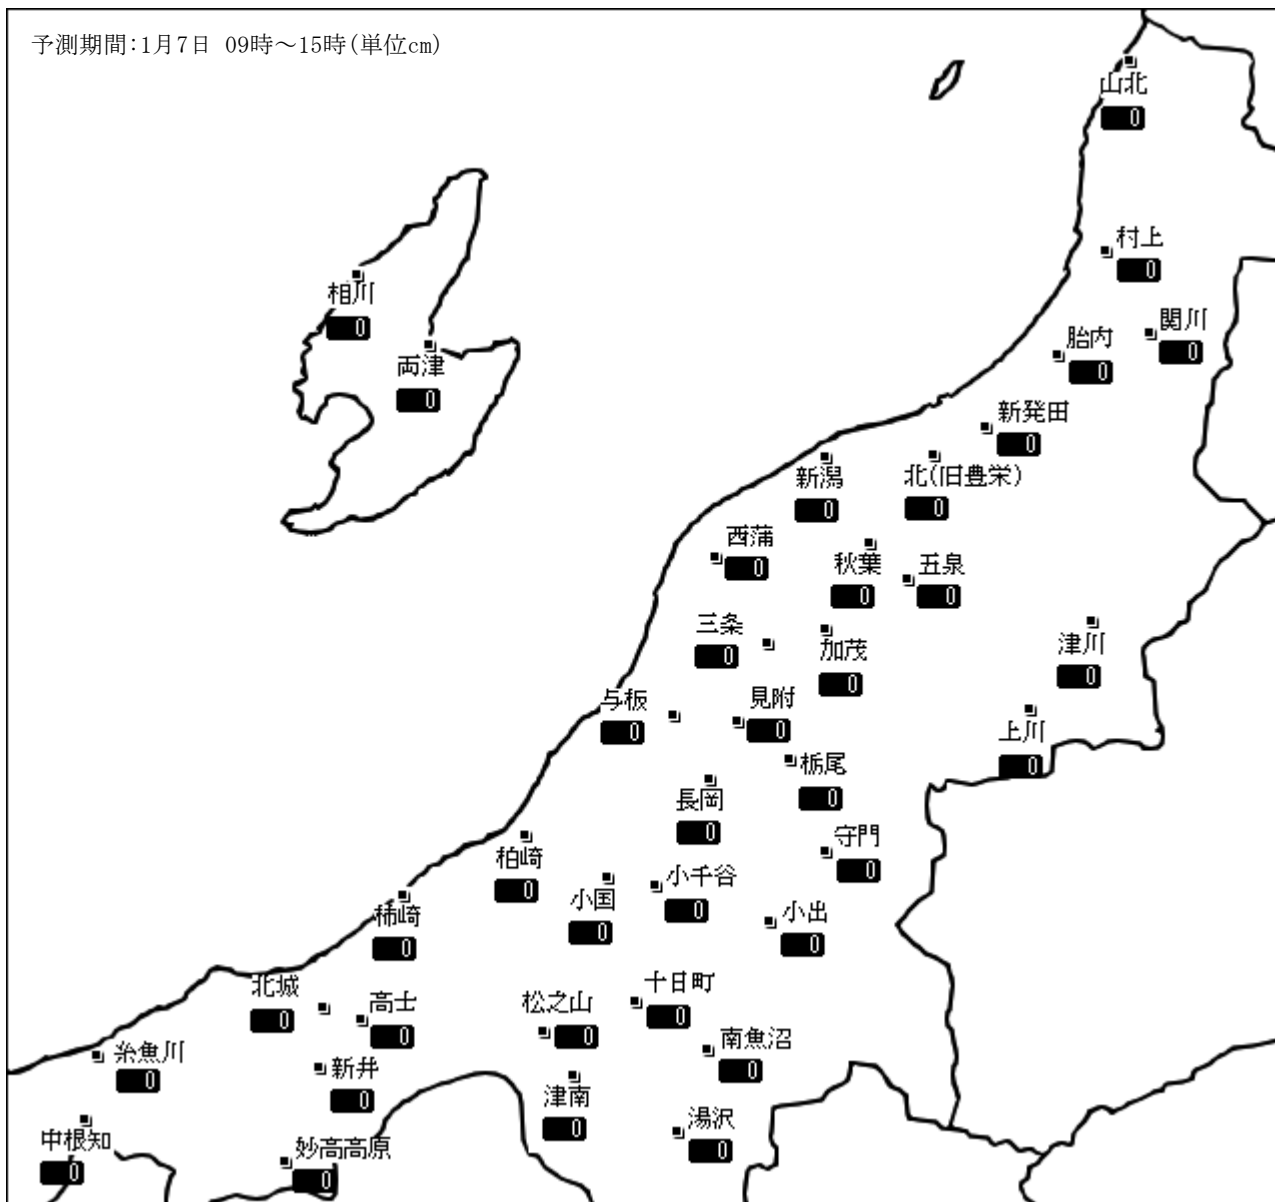 予測期間:1月7日 09時～15時(単位cm)
山北
0
村上
0
相川
0
関川
0
胎内
0
両津
0
新発田
0
新潟
0
北(旧豊栄)
0
西蒲
0
秋葉
0
五泉
0
三条
0
加茂
0
津川
0
与板
0
見附
0
上川
0
栃尾
0
長岡
0
守門
0
柏崎
0
小千谷
0
小国
0
柿崎
0
小出
0
北城
0
高士
0
松之山
0
十日町
0
南魚沼
0
糸魚川
0
新井
0
津南
0
湯沢
0
中根知
0
妙高高原
0